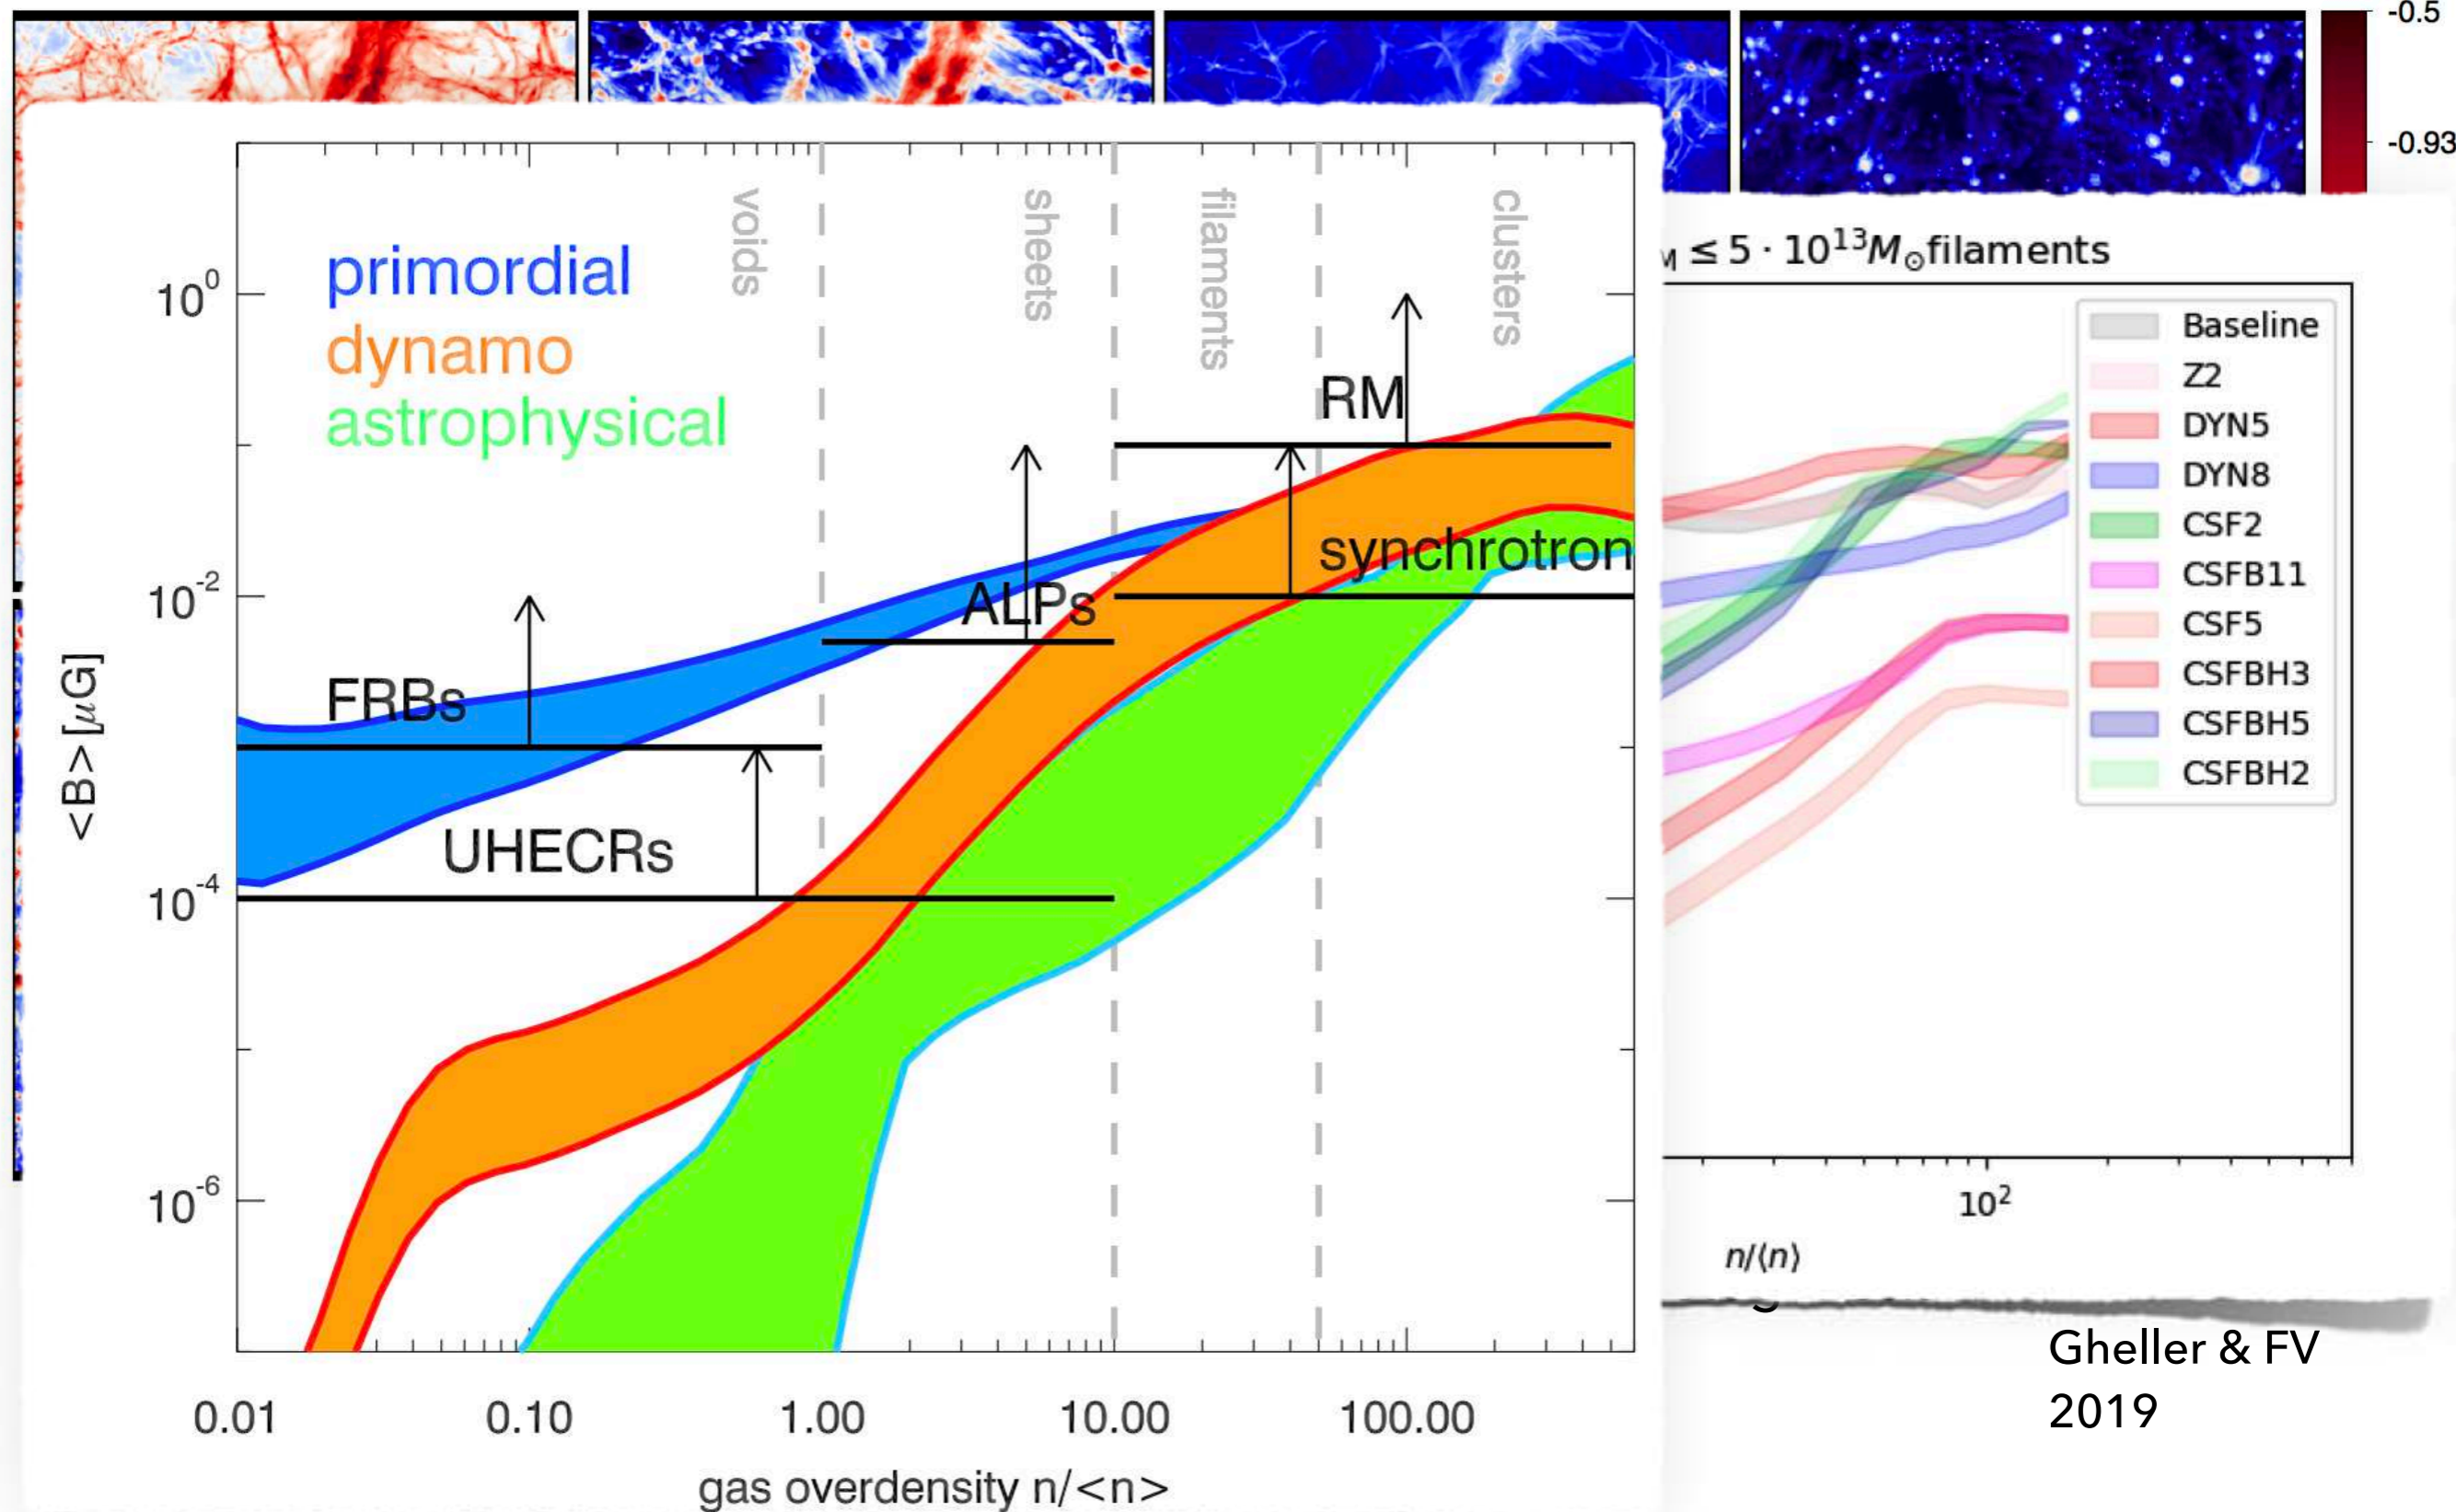 -0.5
-0.93
voids
sheets
filaments
clusters
primordial
dynamo
astrophysical
10^0
10^-2
10^-4
10^-6
<B>[μG]
RM
synchrotron
ALPs
FRBs
UHECRs
0.01
0.10
1.00
10.00
100.00
gas overdensity n/<n>
≤ 5 · 10^13 M⊙ filaments
Baseline
Z2
DYN5
DYN8
CSF2
CSFB11
CSF5
CSFBH3
CSFBH5
CSFBH2
10^2
n/⟨n⟩
Gheller & FV
2019